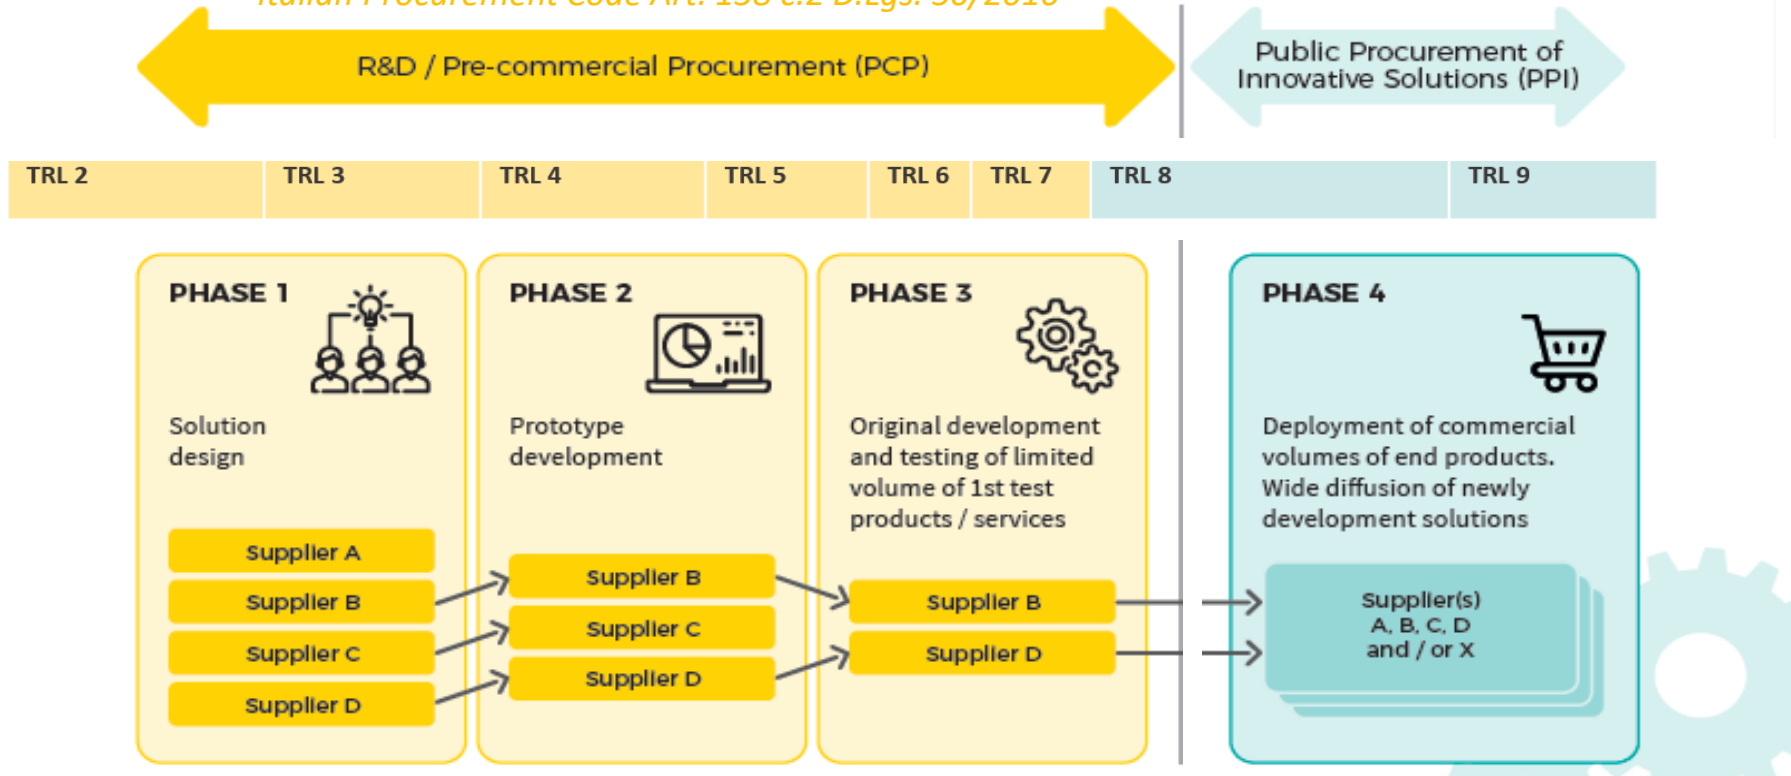 R&D / Pre-commercial Procurement (PCP)
Public Procurement of
Innovative Solutions (PPI)
TRL 2
TRL 3
TRL 4
TRL 5
TRL 6
TRL 7
TRL 8
TRL 9
PHASE 1
Solution
design
Supplier A
Supplier B
Supplier C
Supplier D
PHASE 2
Prototype
development
Supplier B
Supplier C
Supplier D
PHASE 3
Original development
and testing of limited
volume of 1st test
products / services
Supplier B
Supplier D
PHASE 4
Deployment of commercial
volumes of end products.
Wide diffusion of newly
development solutions
Supplier(s)
A, B, C, D
and / or X